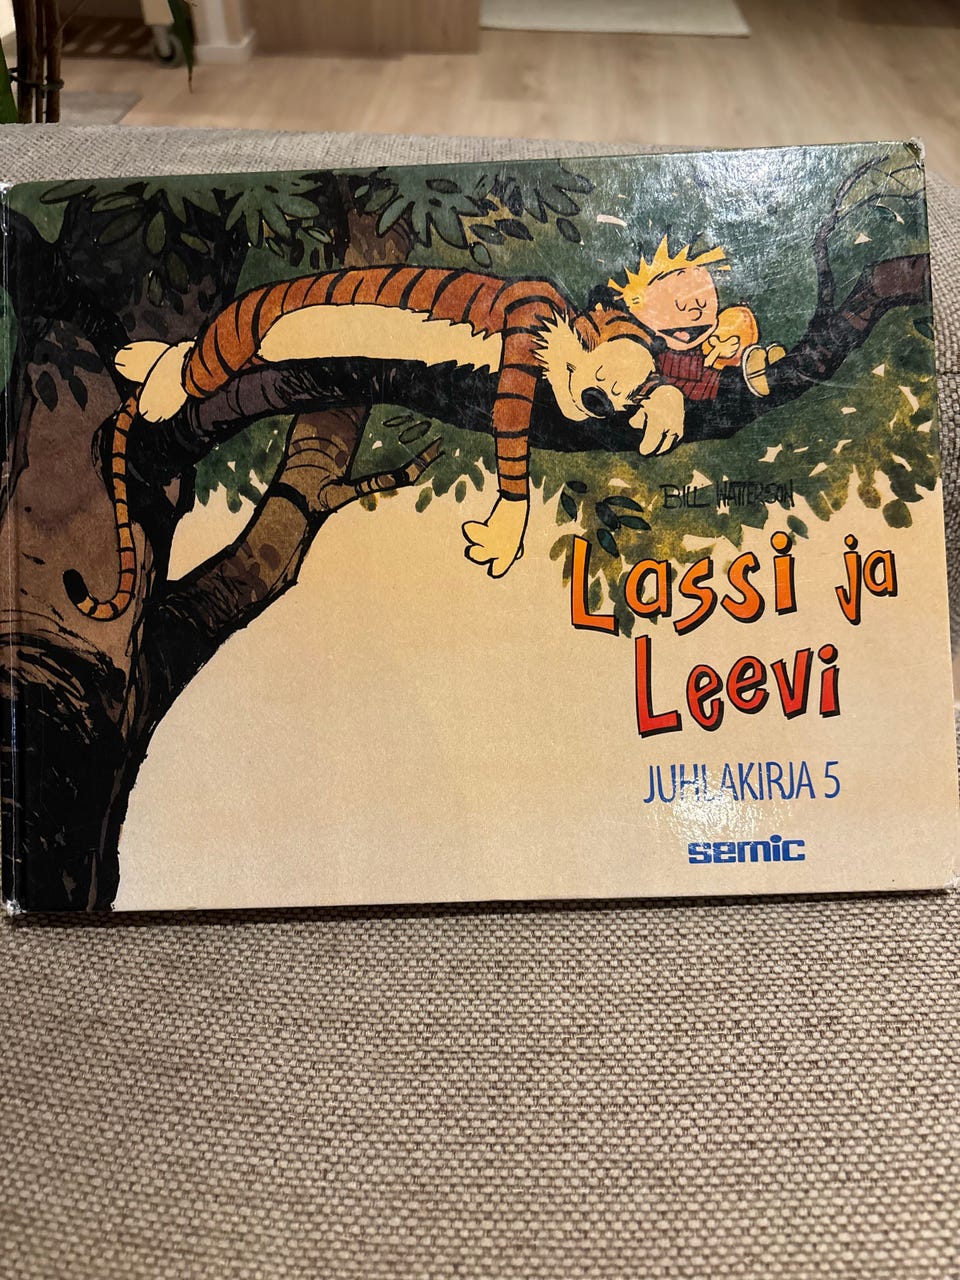 BILL WATTERSON
Lassi ja
Leevi
JUHLAKIRJA 5
semic